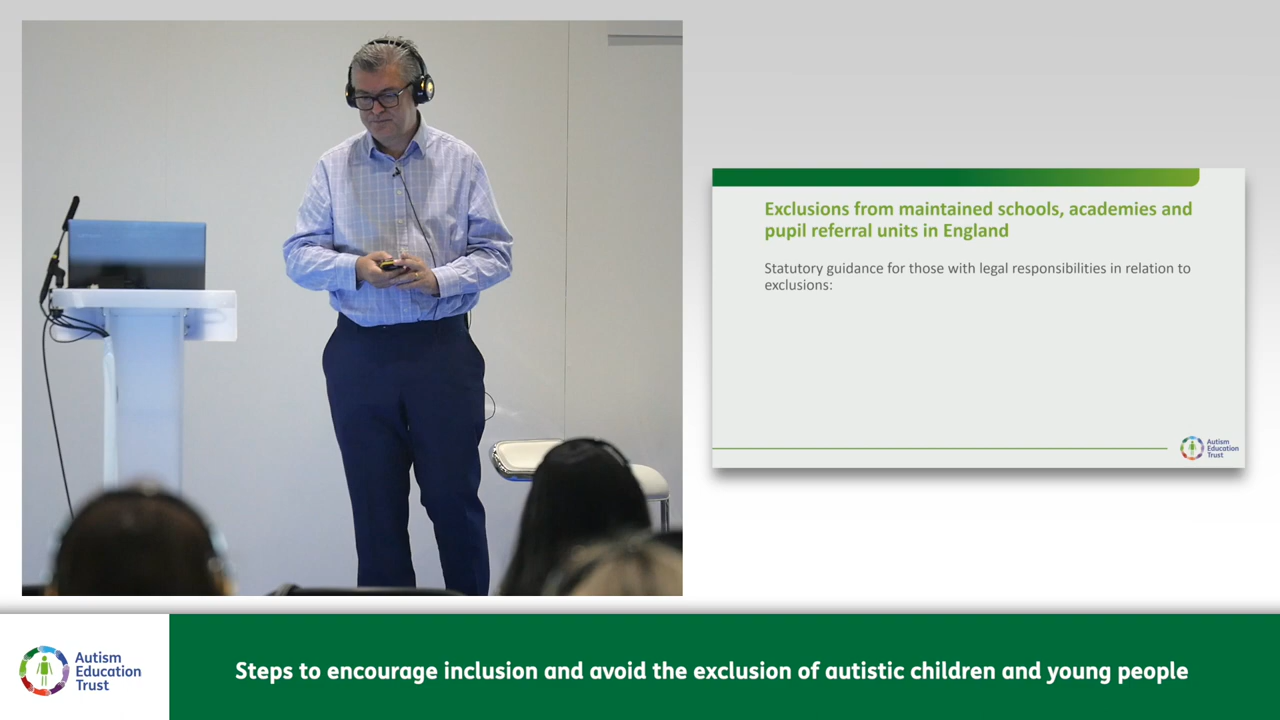 Exclusions from maintained schools, academies and
pupil referral units in England
Statutory guidance for those with legal responsibilities in relation to
exclusions:
Autism
Education
Trust
Autism
Education
Trust
Steps to encourage inclusion and avoid the exclusion of autistic children and young people